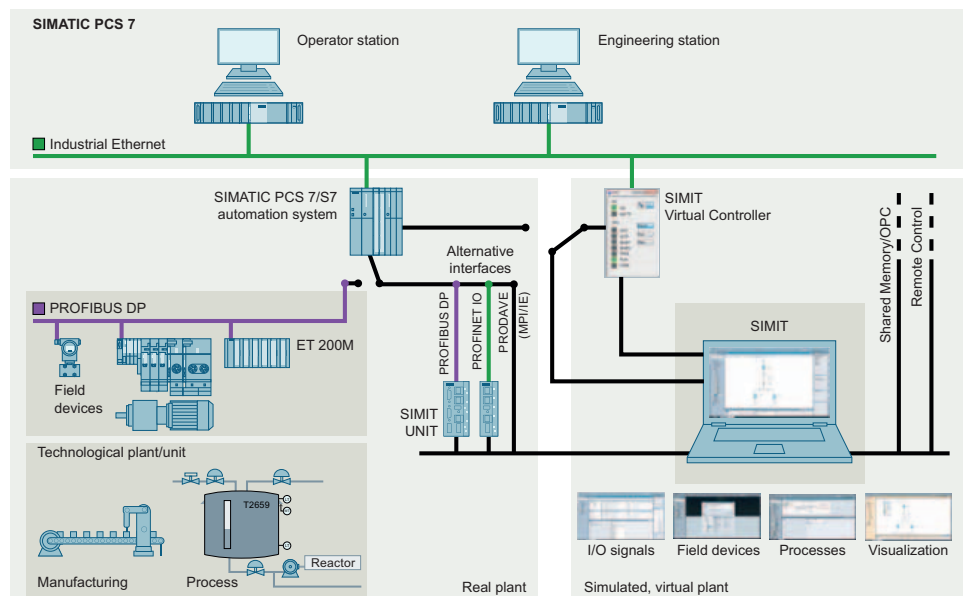 SIMATIC PCS 7
Operator station
Engineering station
Industrial Ethernet
SIMATIC PCS 7/S7
automation system
SIMIT
Virtual Controller
Alternative
interfaces
PROFIBUS DP
PROFIBUS DP
PROFINET IO
PRODAVE
(MPI/IE)
Shared Memory/OPC
Remote Control
SIMIT
ET 200M
Field
devices
SIMIT
UNIT
Technological plant/unit
T2659
Reactor
Manufacturing
Process
Real plant
I/O signals
Field devices
Processes
Visualization
Simulated, virtual plant